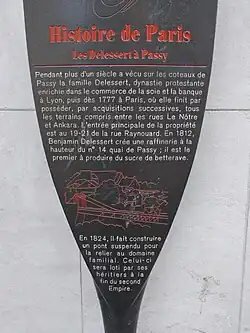 Histoire de Paris
Les Delessert à Passy
Pendant plus d'un siècle a vécu sur les coteaux de
Passy la famille Delessert, dynastie protestante
enrichie dans le commerce de la soie et la banque
à Lyon, puis dès 1777 à Paris, où elle finit par
posséder, par acquisitions successives, tous
les terrains compris entre les rues Le Nôtre
et Ankara. L'entrée principale de la propriété
est au 19-21 de la rue Raynouard. En 1812,
Benjamin Delessert crée une raffinerie à la
hauteur du n° 14 quai de Passy ; il est le
premier à produire du sucre de betterave.
En 1824, il fait construire
un pont suspendu pour
la relier au domaine
familial. Celui-ci
sera loti par ses
héritiers à la
fin du second
Empire.